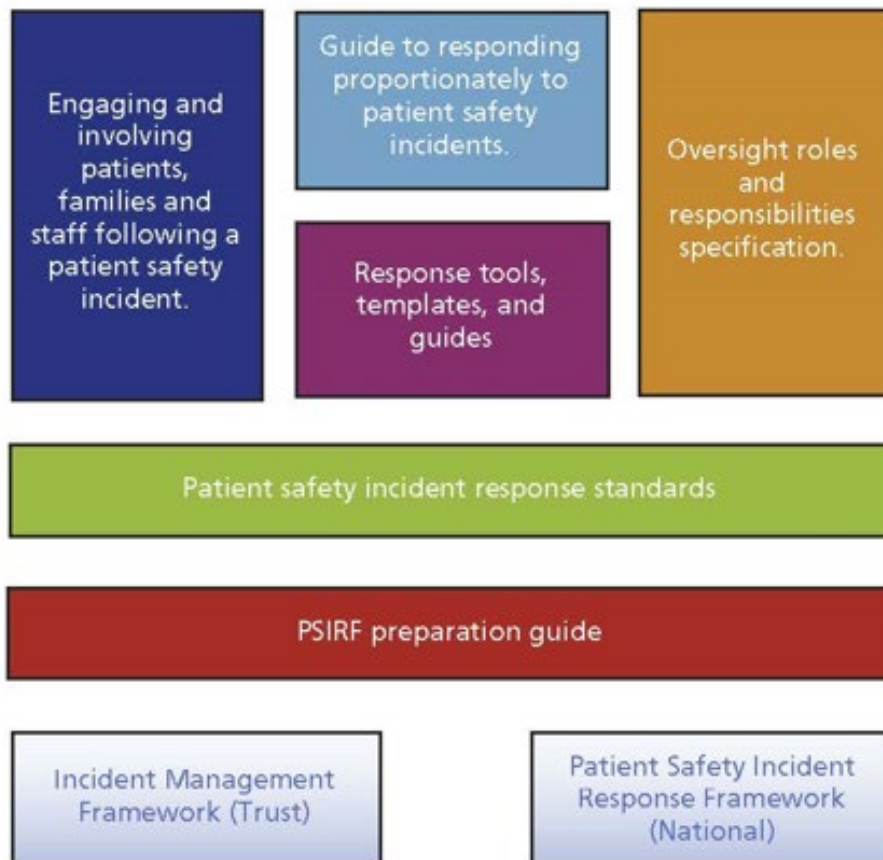 Engaging and
involving
patients,
families and
staff following a
patient safety
incident.
Guide to responding
proportionately to
patient safety
incidents.
Response tools,
templates, and
guides
Oversight roles
and
responsibilities
specification.
Patient safety incident response standards
PSIRF preparation guide
Incident Management
Framework (Trust)
Patient Safety Incident
Response Framework
(National)